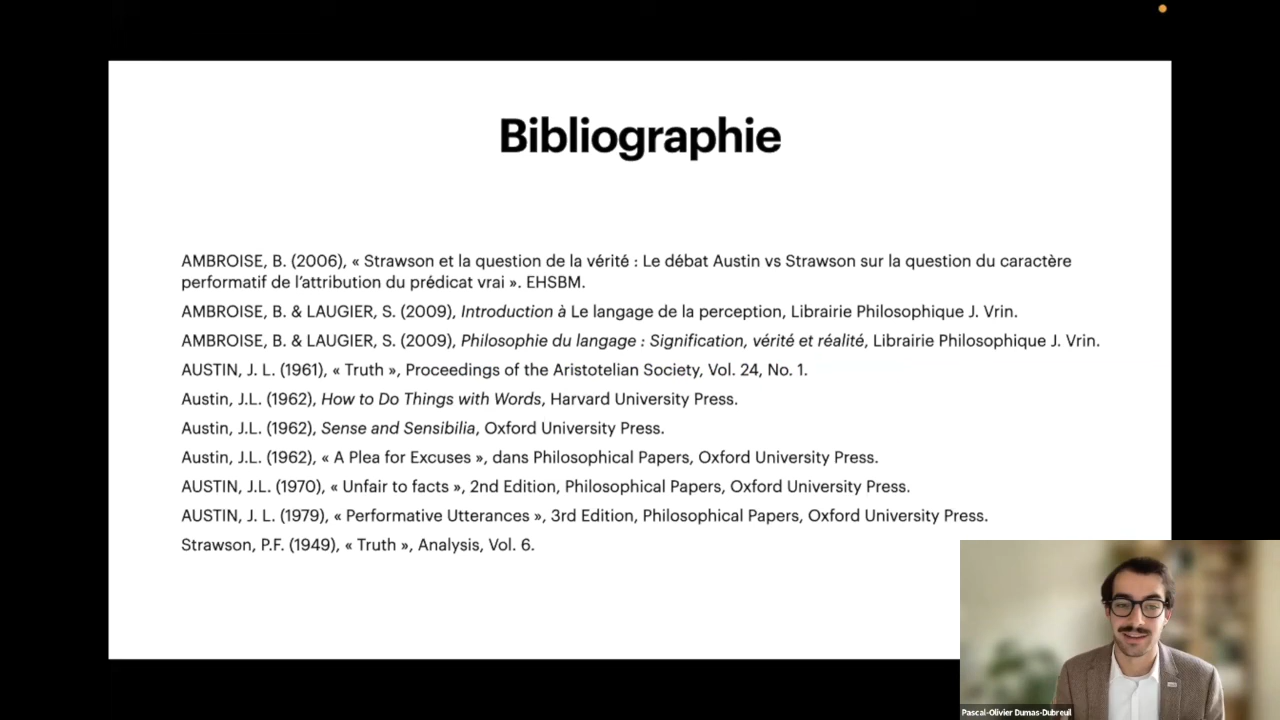 Bibliographie
AMBROISE, B. (2006), « Strawson et la question de la vérité : Le débat Austin vs Strawson sur la question du caractère
performatif de l’attribution du prédicat vrai ». EHSBM.
AMBROISE, B. & LAUGIER, S. (2009), Introduction à Le langage de la perception, Librairie Philosophique J. Vrin.
AMBROISE, B. & LAUGIER, S. (2009), Philosophie du langage : Signification, vérité et réalité, Librairie Philosophique J. Vrin.
AUSTIN, J. L. (1961), « Truth », Proceedings of the Aristotelian Society, Vol. 24, No. 1.
Austin, J.L. (1962), How to Do Things with Words, Harvard University Press.
Austin, J.L. (1962), Sense and Sensibilia, Oxford University Press.
Austin, J.L. (1962), « A Plea for Excuses », dans Philosophical Papers, Oxford University Press.
AUSTIN, J.L. (1970), « Unfair to facts », 2nd Edition, Philosophical Papers, Oxford University Press.
AUSTIN, J. L. (1979), « Performative Utterances », 3rd Edition, Philosophical Papers, Oxford University Press.
Strawson, P.F. (1949), « Truth », Analysis, Vol. 6.
Pascal-Olivier Dumas-Dubreuil